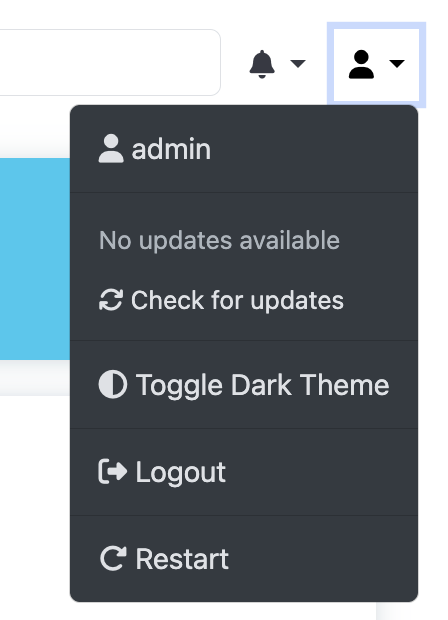 admin
No updates available
Check for updates
Toggle Dark Theme
Logout
Restart